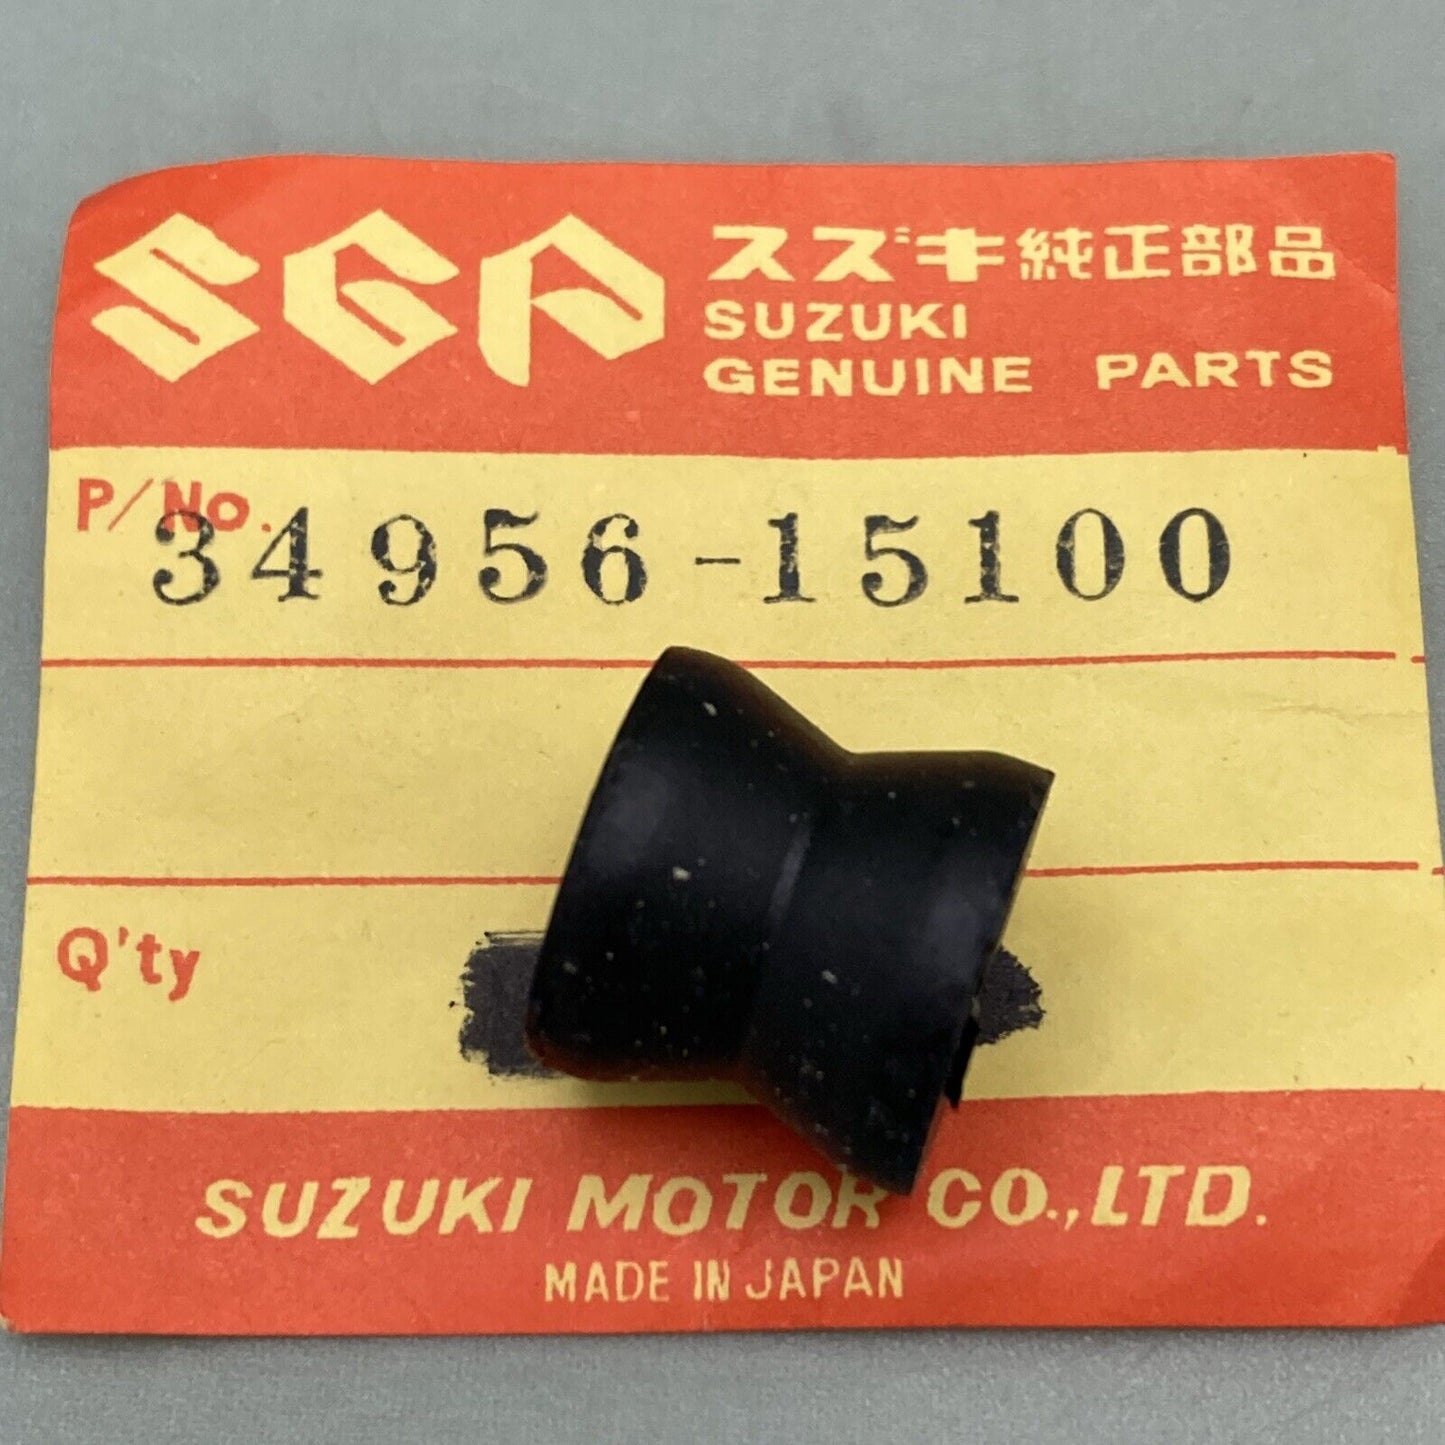 SGP
スズキ純正部品
SUZUKI
GENUINE PARTS
P/No.
34956-15100
Q'ty
SUZUKI MOTOR CO.,LTD.
MADE IN JAPAN